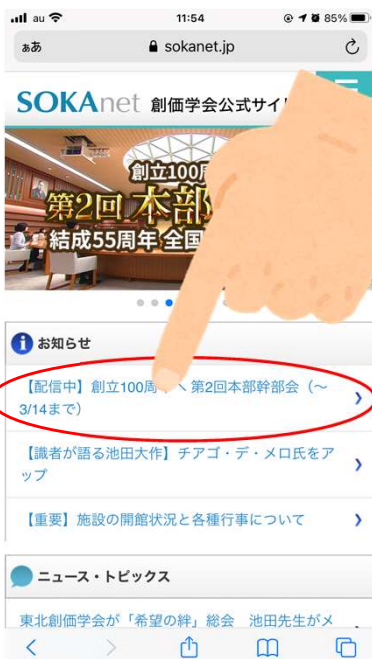 au
11:54
85%
ぁあ
sokanet.jp
SOKAnet 創価学会公式サイ
創立100
第2回 本部
結成55周年 全国
お知らせ
【配信中】創立100周 へ 第2回本部幹部会（〜
3/14まで）
【識者が語る池田大作】チアゴ・デ・メロ氏をア
ップ
【重要】施設の開館状況と各種行事について
ニュース・トピックス
東北創価学会が「希望の絆」総会 池田先生がメ